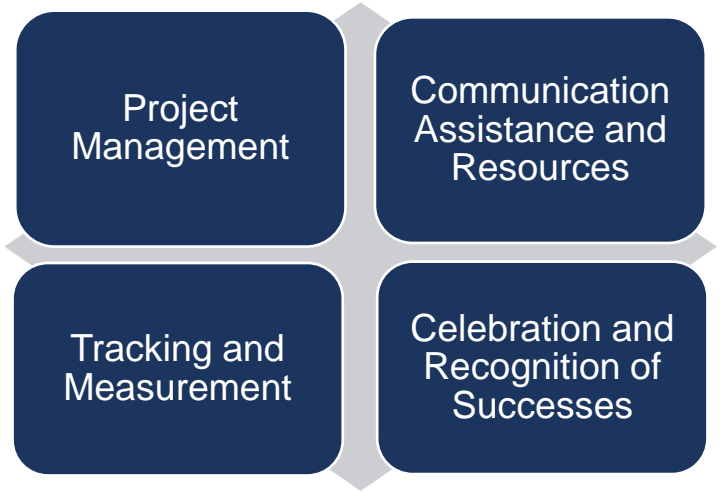 Project
Management
Communication
Assistance and
Resources
Tracking and
Measurement
Celebration and
Recognition of
Successes